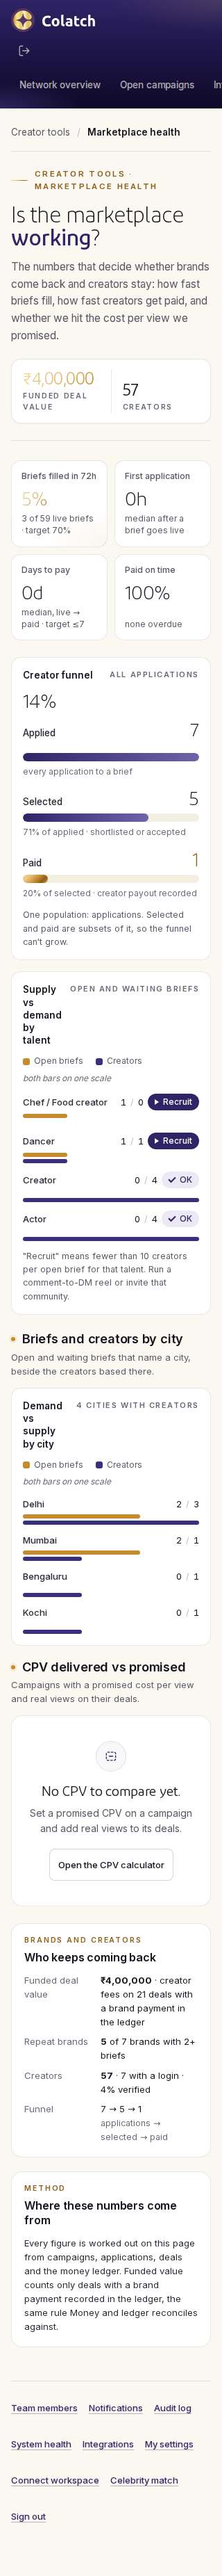 Colatch
Network overview Open campaigns
Creator tools / Marketplace health
CREATOR TOOLS ·
MARKETPLACE HEALTH
Is the marketplace
working?
The numbers that decide whether brands
come back and creators stay: how fast
briefs fill, how fast creators get paid, and
whether we hit the cost per view we
promised.
₹4,00,000
FUNDED DEAL
VALUE
57
CREATORS
Briefs filled in 72h
5%
3 of 59 live briefs
· target 70%
First application
0h
median after a
brief goes live
Days to pay
0d
median, live →
paid · target ≤7
Paid on time
100%
none overdue
Creator funnel ALL APPLICATIONS
14%
Applied 7
every application to a brief
Selected 5
71% of applied · shortlisted or accepted
Paid 1
20% of selected · creator payout recorded
One population: applications. Selected
and paid are subsets of it, so the funnel
can't grow.
Supply
vs
demand
by
talent
OPEN AND WAITING BRIEFS
Open briefs Creators
both bars on one scale
Chef / Food creator 1 / 0 Recruit
Dancer 1 / 1 Recruit
Creator 0 / 4 OK
Actor 0 / 4 OK
"Recruit" means fewer than 10 creators
per open brief for that talent. Run a
comment-to-DM reel or invite that
community.
Briefs and creators by city
Open and waiting briefs that name a city,
beside the creators based there.
Demand
vs
supply
by city
4 CITIES WITH CREATORS
Open briefs Creators
both bars on one scale
Delhi 2 / 3
Mumbai 2 / 1
Bengaluru 0 / 1
Kochi 0 / 1
CPV delivered vs promised
Campaigns with a promised cost per view
and real views on their deals.
No CPV to compare yet.
Set a promised CPV on a campaign
and add real views to its deals.
Open the CPV calculator
BRANDS AND CREATORS
Who keeps coming back
Funded deal
value
₹4,00,000 · creator
fees on 21 deals with
a brand payment in
the ledger
Repeat brands 5 of 7 brands with 2+
briefs
Creators 57 · 7 with a login ·
4% verified
Funnel 7 → 5 → 1
applications →
selected → paid
METHOD
Where these numbers come
from
Every figure is worked out on this page
from campaigns, applications, deals
and the money ledger. Funded value
counts only deals with a brand
payment recorded in the ledger, the
same rule Money and ledger reconciles
against.
Team members Notifications Audit log
System health Integrations My settings
Connect workspace Celebrity match
Sign out